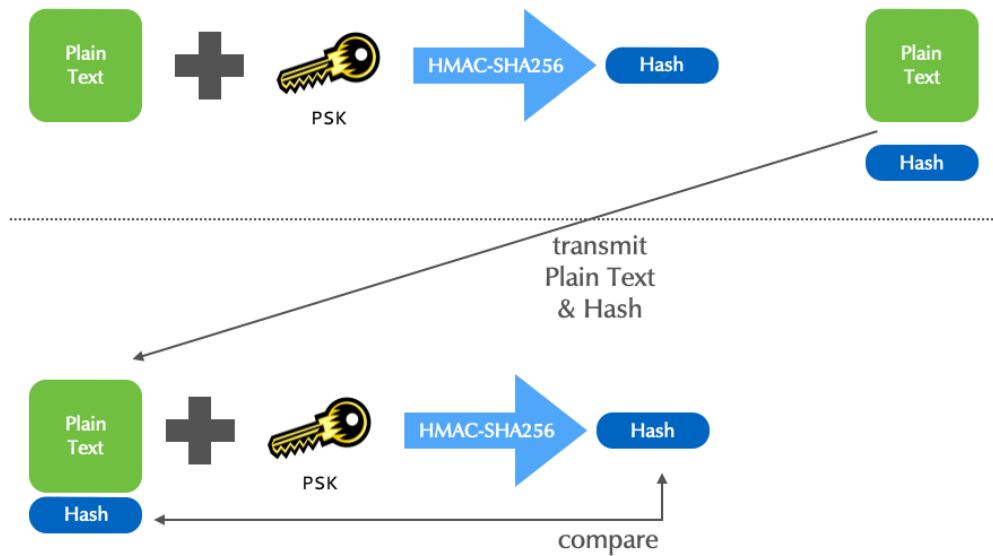 Plain
Text
PSK
HMAC-SHA256
Hash
Plain
Text
Hash
transmit
Plain Text
& Hash
Plain
Text
Hash
PSK
HMAC-SHA256
Hash
compare